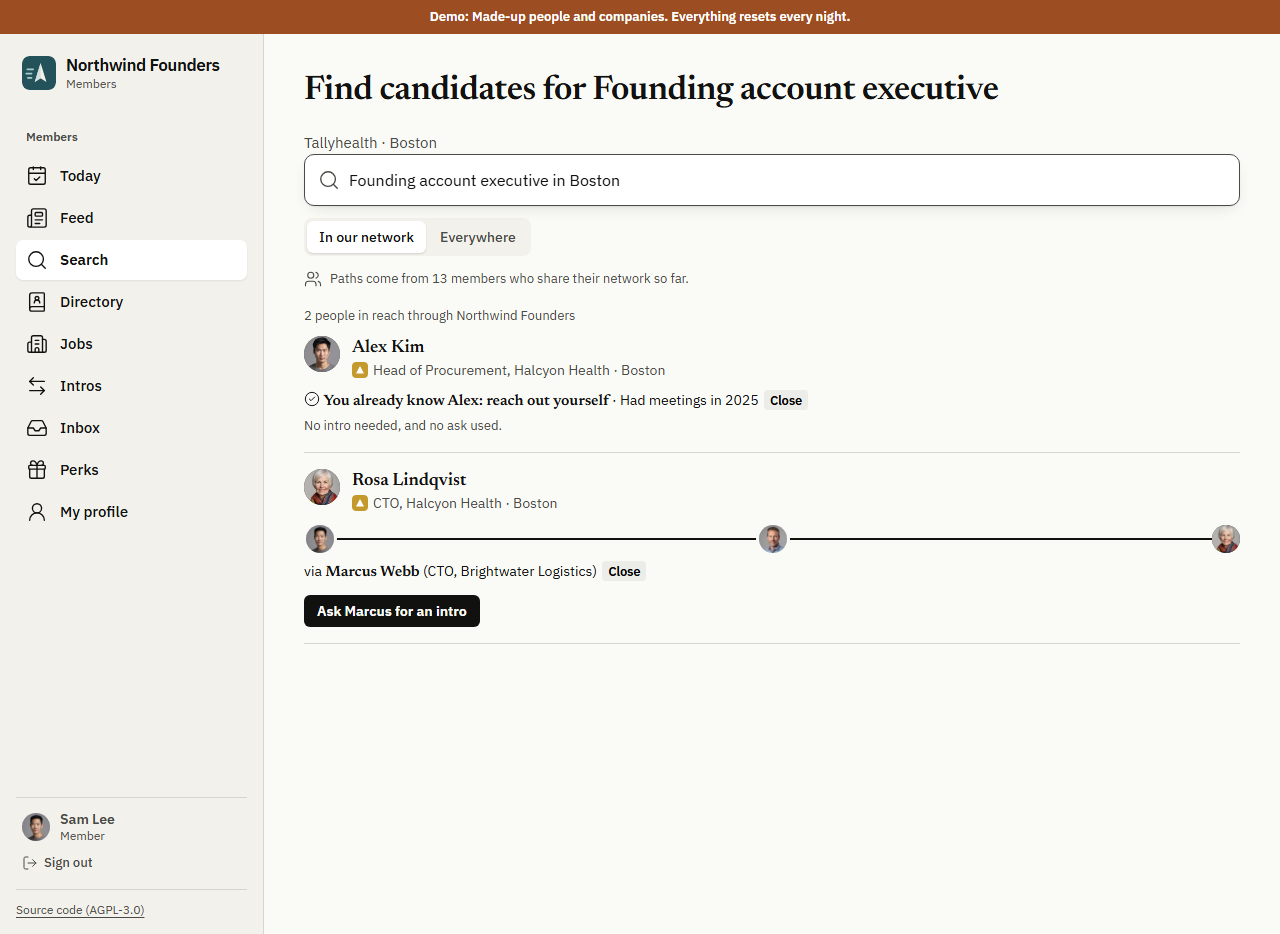 Demo: Made-up people and companies. Everything resets every night.
Northwind Founders
Members
Members
Today
Feed
Search
Directory
Jobs
Intros
Inbox
Perks
My profile
Sam Lee
Member
Sign out
Source code (AGPL-3.0)
Find candidates for Founding account executive
Tallyhealth · Boston
Founding account executive in Boston
In our network Everywhere
Paths come from 13 members who share their network so far.
2 people in reach through Northwind Founders
Alex Kim
Head of Procurement, Halcyon Health · Boston
You already know Alex: reach out yourself · Had meetings in 2025 Close
No intro needed, and no ask used.
Rosa Lindqvist
CTO, Halcyon Health · Boston
via Marcus Webb (CTO, Brightwater Logistics) Close
Ask Marcus for an intro